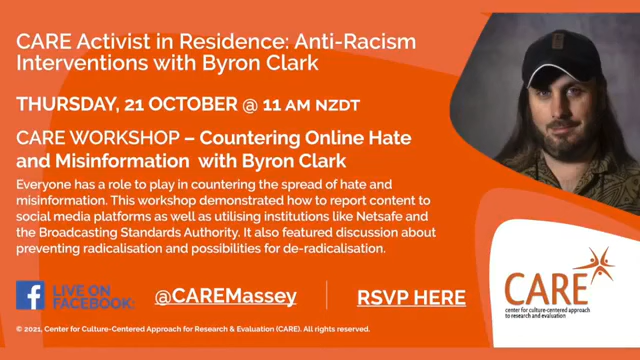 CARE Activist in Residence: Anti-Racism
Interventions with Byron Clark
THURSDAY, 21 OCTOBER @ 11 AM NZDT
CARE WORKSHOP – Countering Online Hate
and Misinformation with Byron Clark
Everyone has a role to play in countering the spread of hate and
misinformation. This workshop demonstrated how to report content to
social media platforms as well as utilising institutions like Netsafe and
the Broadcasting Standards Authority. It also featured discussion about
preventing radicalisation and possibilities for de-radicalisation.
LIVE ON
FACEBOOK:
@CAREMassey
RSVP HERE
CARE
center for culture-centered approach
to research and evaluation
© 2021, Center for Culture-Centered Approach for Research & Evaluation (CARE). All rights reserved.